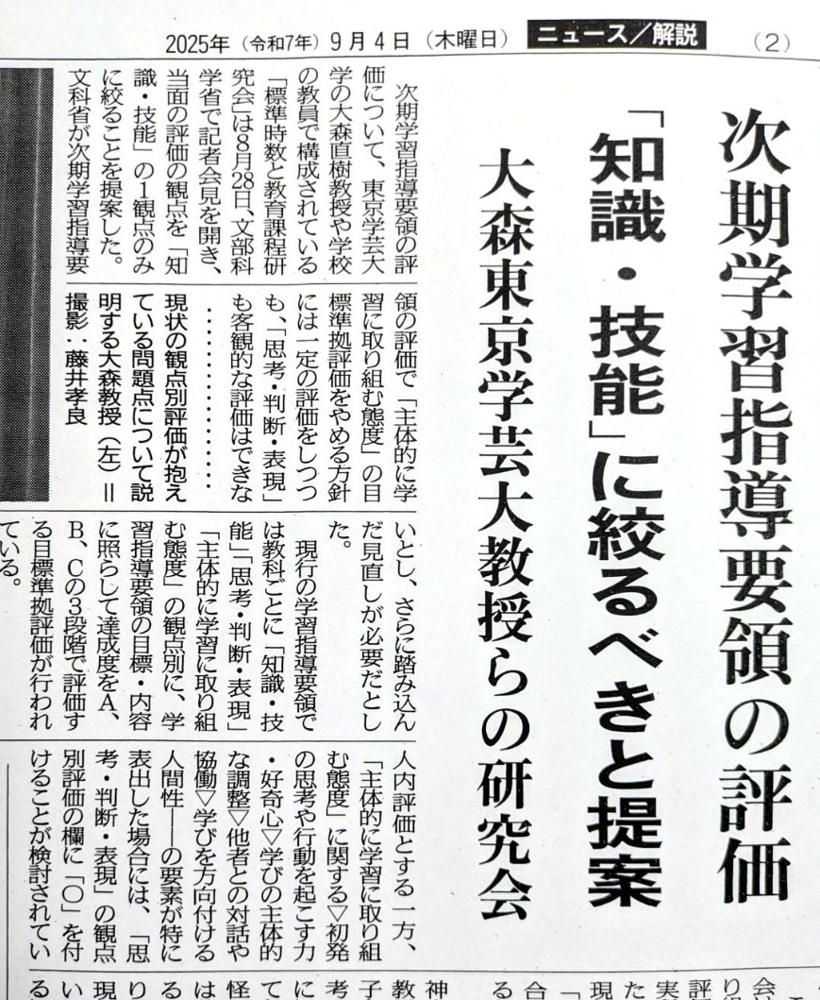 2025年（令和7年）9月4日（木曜日）
ニュース／解説
（2）
次期学習指導要領の評価
「知識・技能」に絞るべきと提案
大森東京学芸大教授らの研究会
次期学習指導要領の評
価について、東京学芸大
学の大森直樹教授や学校
の教員で構成されている
「標準時数と教育課程研
究会」は8月28日、文部科
学省で記者会見を開き、
当面の評価の観点を「知
識・技能」の1観点のみ
に絞ることを提案した。
文科省が次期学習指導要
領の評価で「主体的に学
習に取り組む態度」の目
標準拠評価をやめる方針
には一定の評価をしつつ
も、「思考・判断・表現」
も客観的な評価はできな
いとし、さらに踏み込ん
だ見直しが必要だとし
た。
現行の学習指導要領で
は教科ごとに「知識・技
能」「思考・判断・表現」
「主体的に学習に取り組
む態度」の観点別に、学
習指導要領の目標・内容
に照らして達成度をA、
B、Cの3段階で評価す
る目標準拠評価が行われ
ている。
現状の観点別評価が抱え
ている問題点について説
明する大森教授（左）＝
撮影：藤井孝良
人内評価とする一方、
「主体的に学習に取り組
む態度」に関する▽初発
の思考や行動を起こす力
・好奇心▽学びの主体的
な調整▽他者との対話や
協働▽学びを方向付ける
人間性――の要素が特に
表出した場合には、「思
考・判断・表現」の観点
別評価の欄に「○」を付
けることが検討されてい